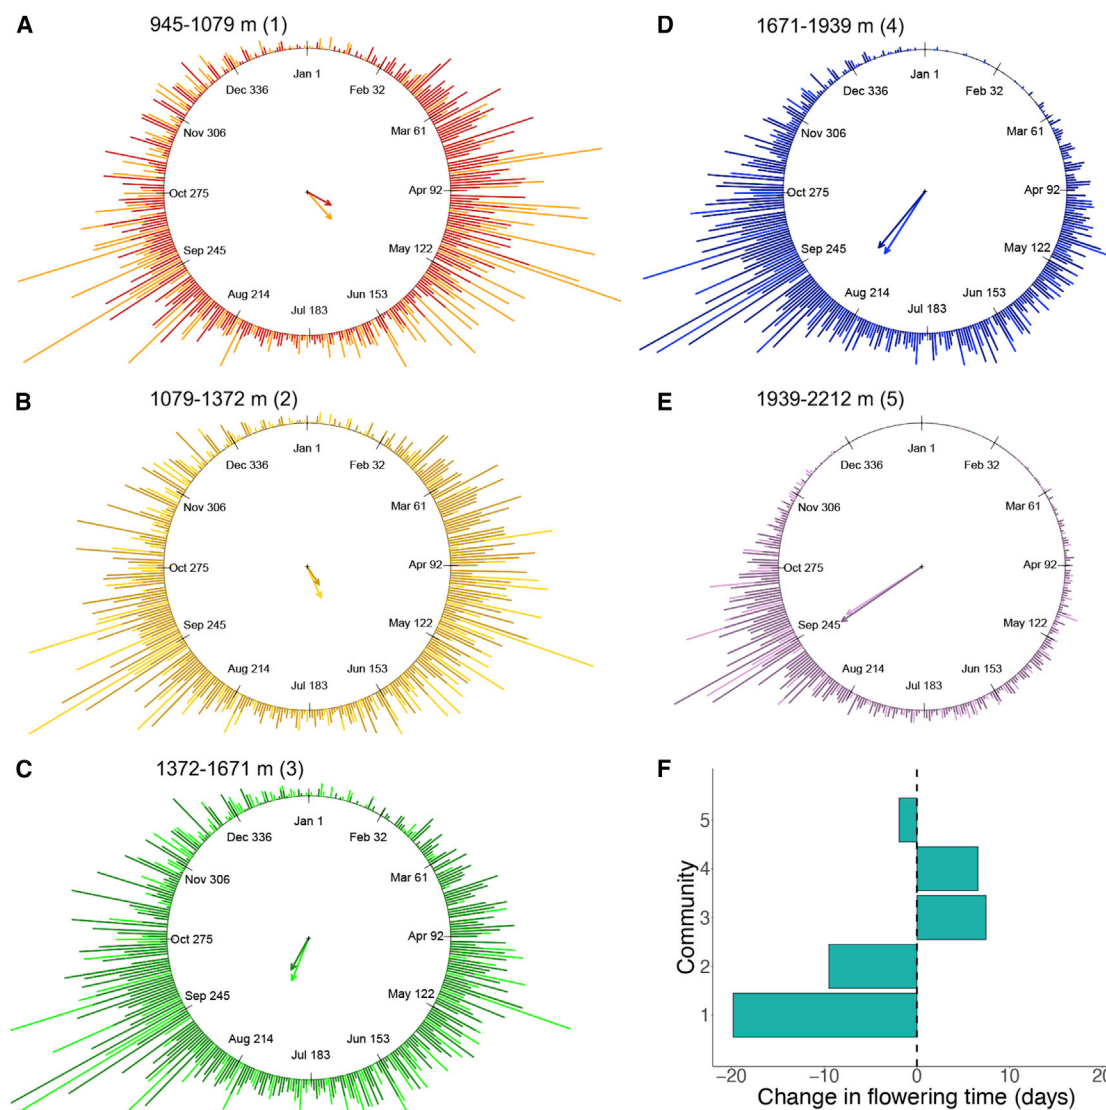 A
945-1079 m (1)
Jan 1
Feb 32
Mar 61
Apr 92
May 122
Jun 153
Jul 183
Aug 214
Sep 245
Oct 275
Nov 306
Dec 336
D
1671-1939 m (4)
Jan 1
Feb 32
Mar 61
Apr 92
May 122
Jun 153
Jul 183
Aug 214
Sep 245
Oct 275
Nov 306
Dec 336
B
1079-1372 m (2)
Jan 1
Feb 32
Mar 61
Apr 92
May 122
Jun 153
Jul 183
Aug 214
Sep 245
Oct 275
Nov 306
Dec 336
E
1939-2212 m (5)
Jan 1
Feb 32
Mar 61
Apr 92
May 122
Jun 153
Jul 183
Aug 214
Sep 245
Oct 275
Nov 306
Dec 336
C
1372-1671 m (3)
Jan 1
Feb 32
Mar 61
Apr 92
May 122
Jun 153
Jul 183
Aug 214
Sep 245
Oct 275
Nov 306
Dec 336
F
Community
5
4
3
2
1
−20 −10 0 10 20
Change in flowering time (days)